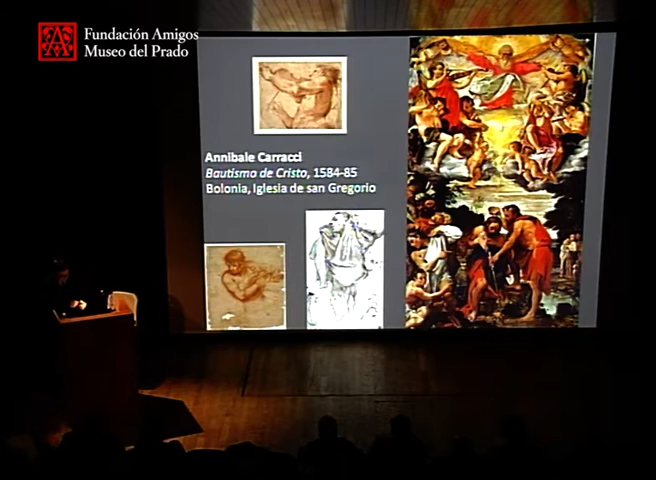 Fundación Amigos
Museo del Prado
Annibale Carracci
Bautismo de Cristo, 1584-85
Bolonia, Iglesia de san Gregorio